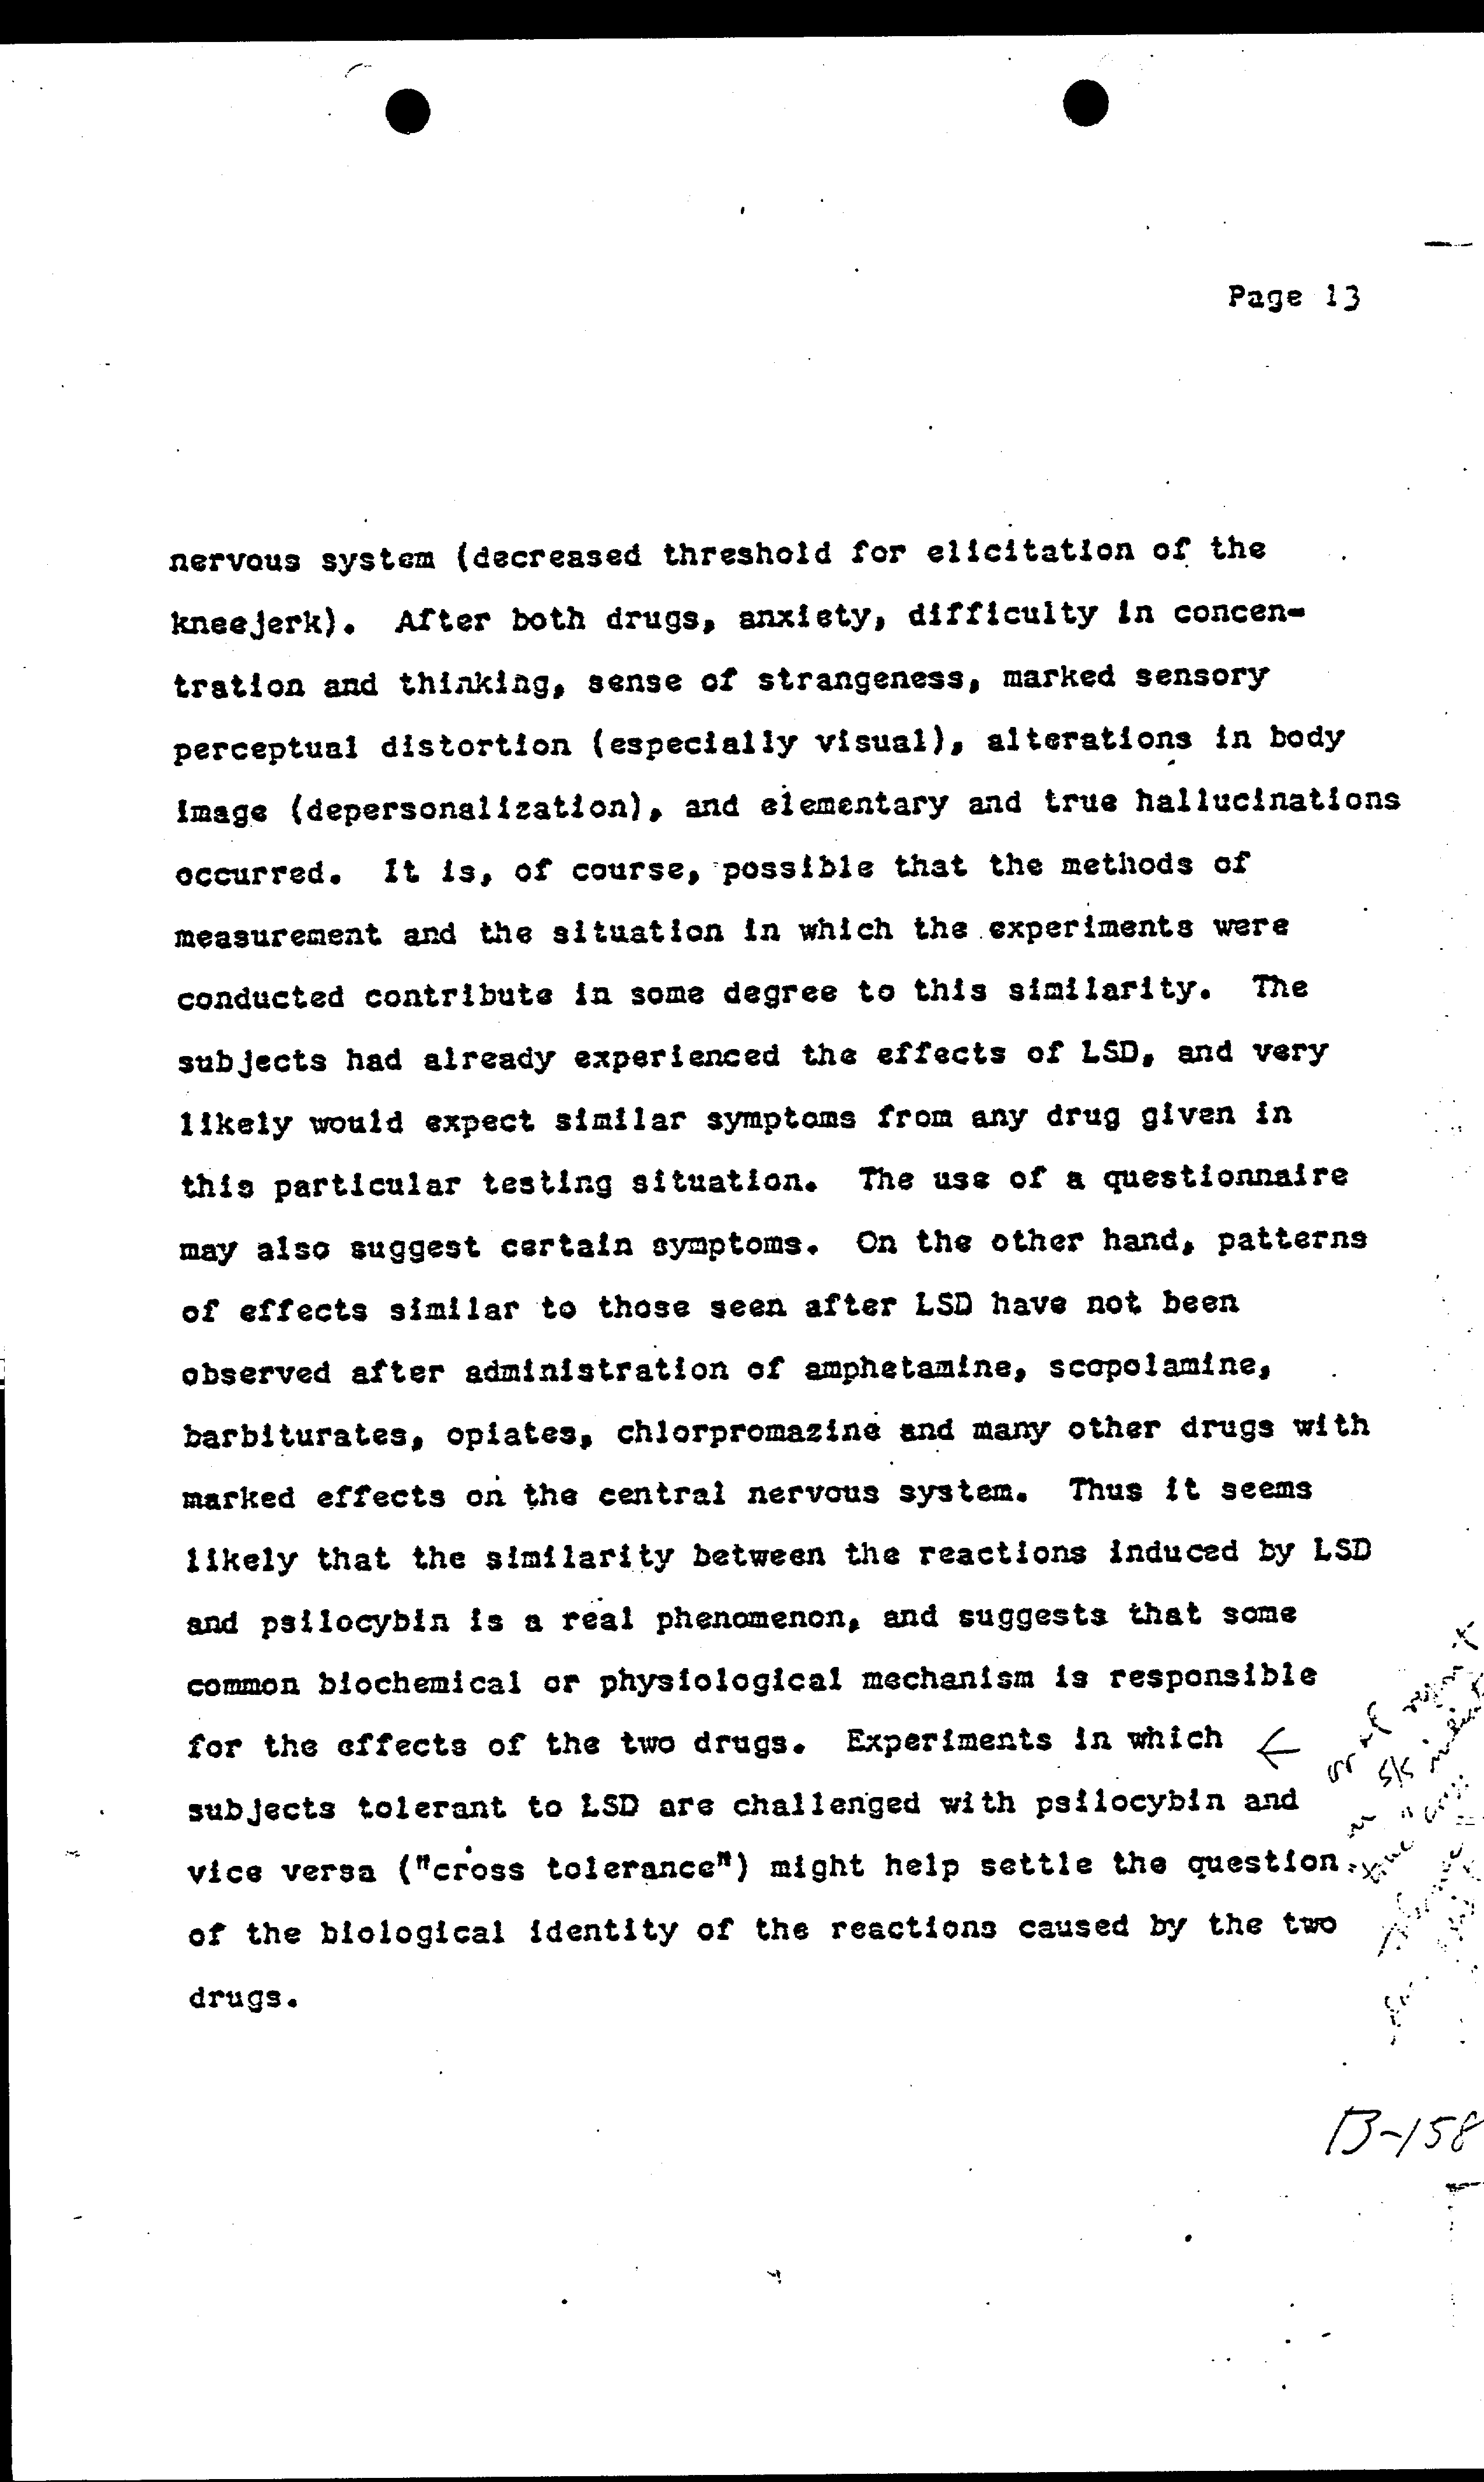 Page 13
nervous system (decreased threshold for elicitation of the
kneejerk). After both drugs, anxiety, difficulty in concen-
tration and thinking, sense of strangeness, marked sensory
perceptual distortion (especially visual), alterations in body
image (depersonalization), and elementary and true hallucinations
occurred. It is, of course, possible that the methods of
measurement and the situation in which the experiments were
conducted contribute in some degree to this similarity. The
subjects had already experienced the effects of LSD, and very
likely would expect similar symptoms from any drug given in
this particular testing situation. The use of a questionnaire
may also suggest certain symptoms. On the other hand, patterns
of effects similar to those seen after LSD have not been
observed after administration of amphetamine, scopolamine,
barbiturates, opiates, chlorpromazine and many other drugs with
marked effects on the central nervous system. Thus it seems
likely that the similarity between the reactions induced by LSD
and psilocybin is a real phenomenon, and suggests that some
common biochemical or physiological mechanism is responsible
for the effects of the two drugs. Experiments in which
subjects tolerant to LSD are challenged with psilocybin and
vice versa ("cross tolerance") might help settle the question
of the biological identity of the reactions caused by the two
drugs.
B-158